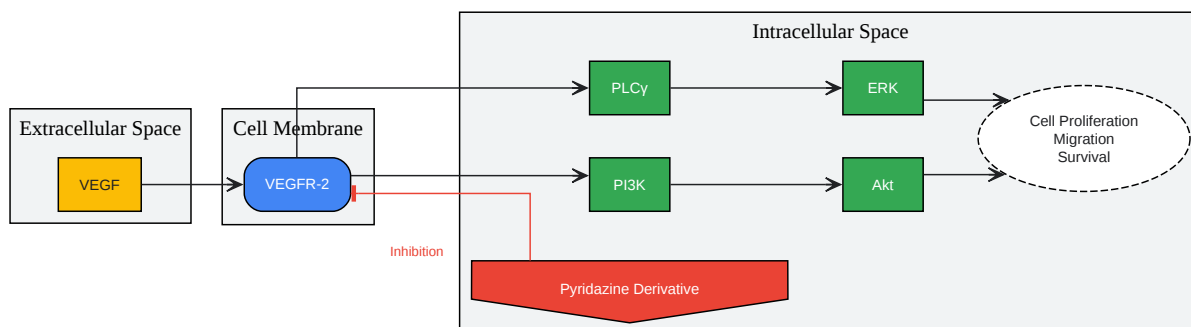 Extracellular Space
VEGF
Cell Membrane
VEGFR-2
Inhibition
Intracellular Space
PLCγ
ERK
PI3K
Akt
Cell Proliferation
Migration
Survival
Pyridazine Derivative